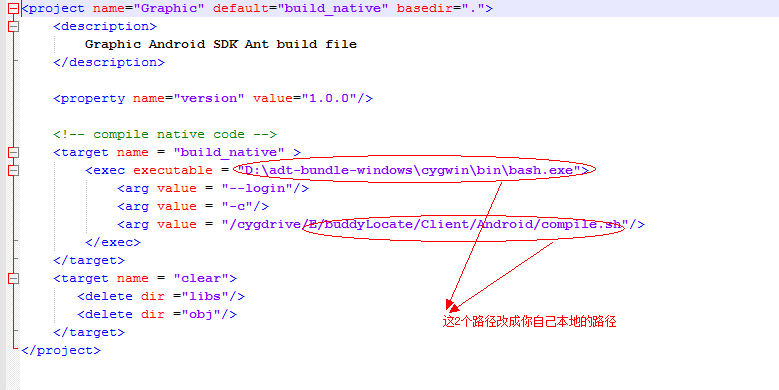 <project name="Graphic" default="build_native" basedir=".">
<description>
Graphic Android SDK Ant build file
</description>
<property name="version" value="1.0.0"/>
<!-- compile native code -->
<target name = "build_native" >
<exec executable = "D:\adt-bundle-windows\cygwin\bin\bash.exe">
<arg value = "--login"/>
<arg value = "-c"/>
<arg value = "/cygdrive/E/buddyLocate/Client/Android/compile.sh"/>
</exec>
</target>
<target name = "clear">
<delete dir ="libs"/>
<delete dir ="obj"/>
</target>
</project>
这2个路径改成你自己本地的路径